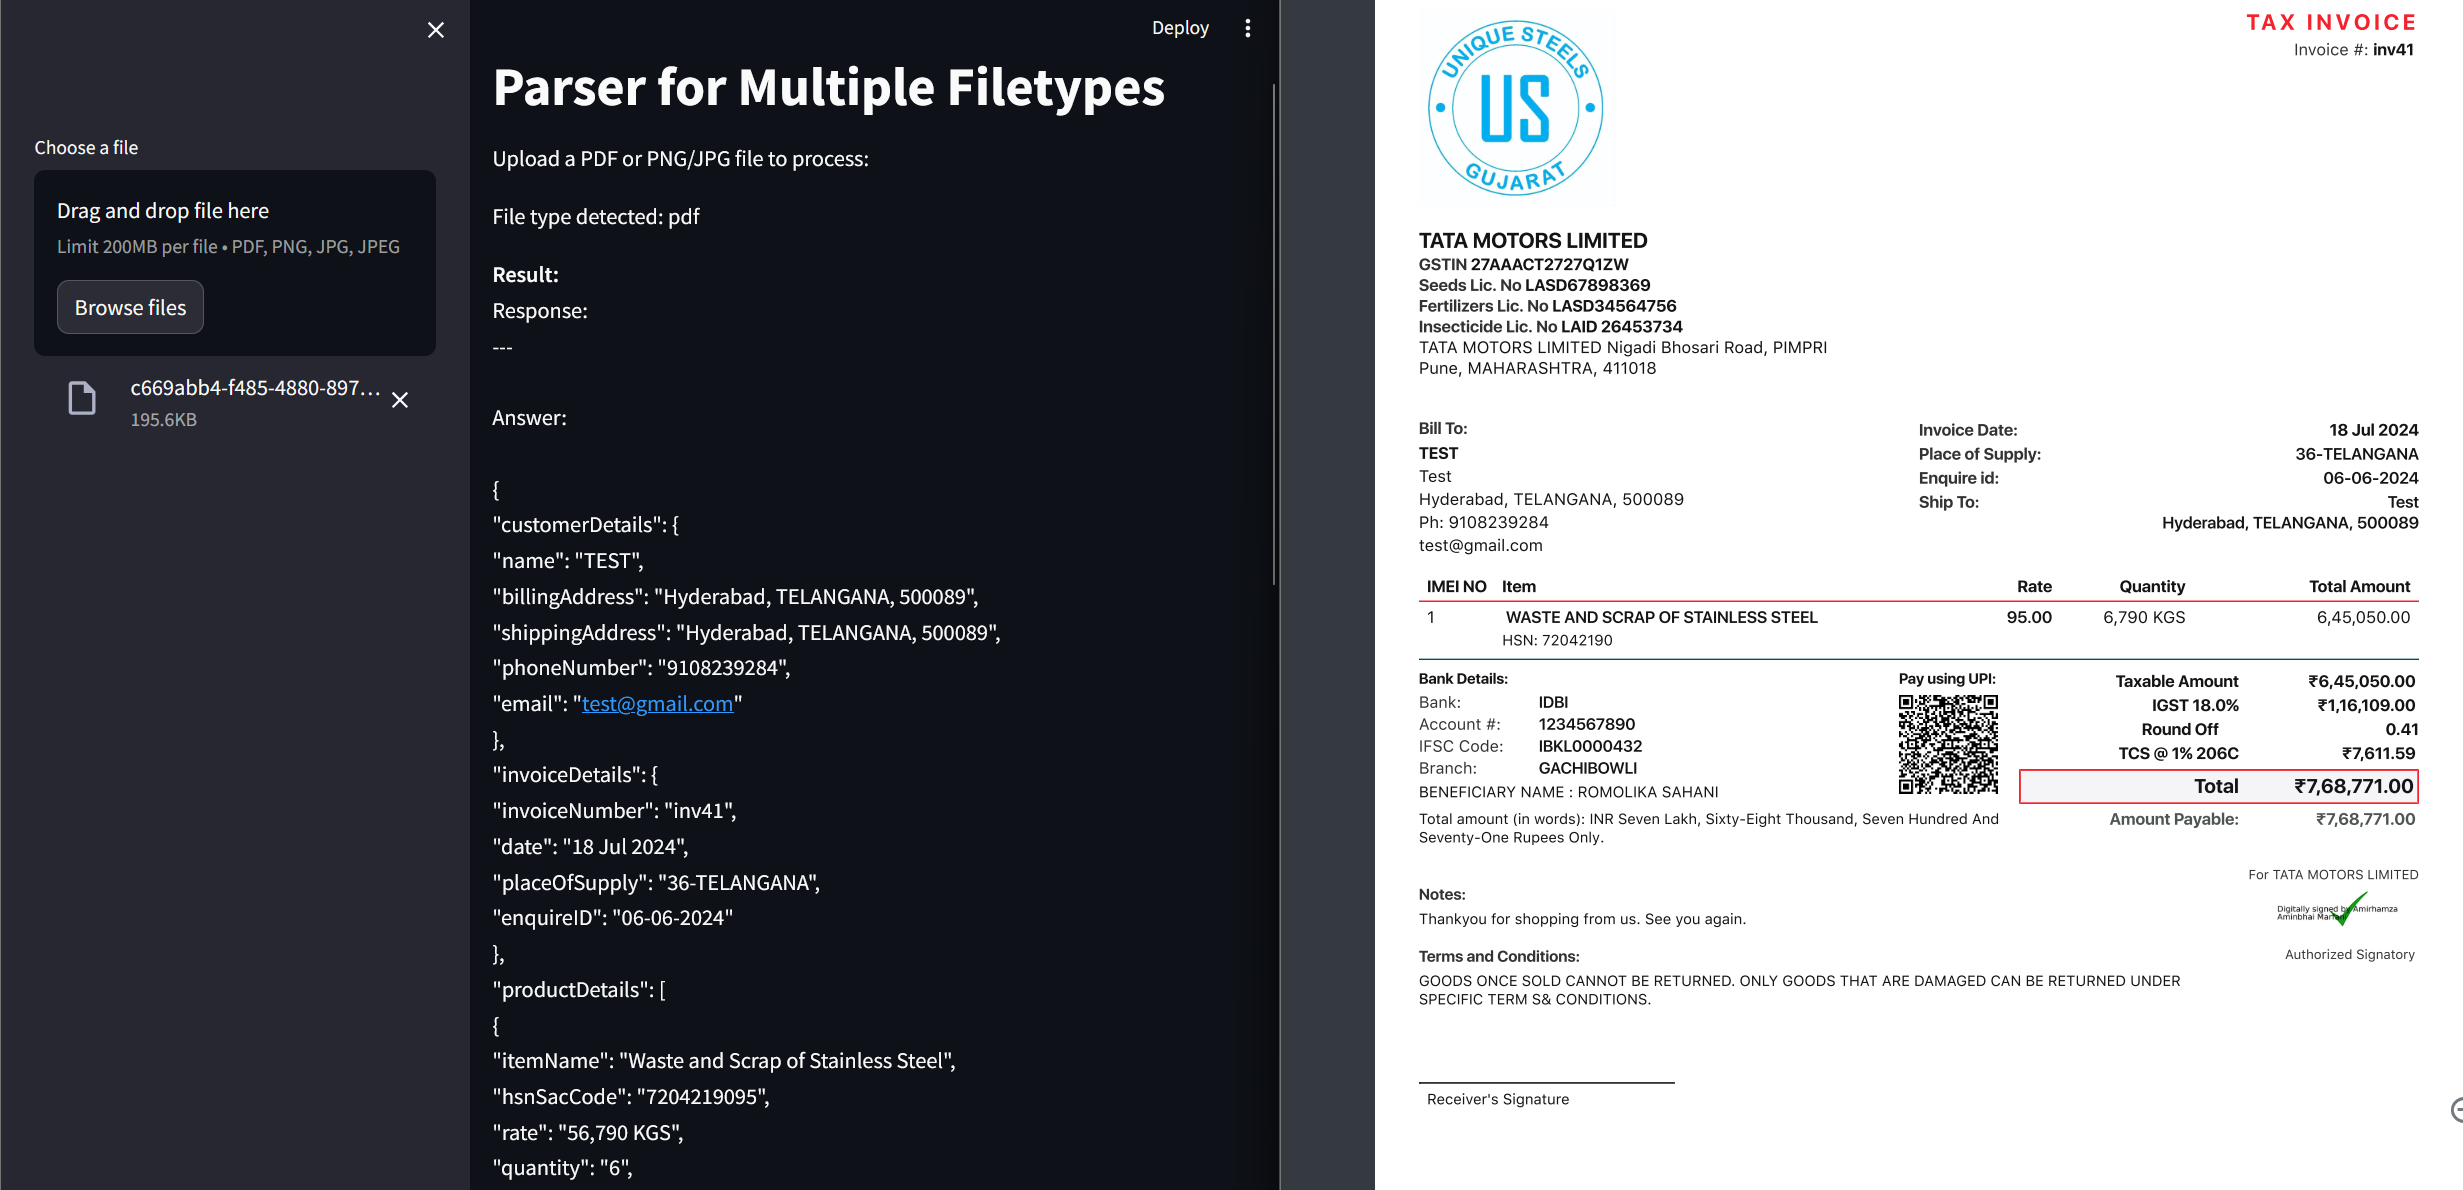 Choose a file
Drag and drop file here
Limit 200MB per file • PDF, PNG, JPG, JPEG
Browse files
c669abb4-f485-4880-897...
195.6KB
Deploy
Parser for Multiple Filetypes
Upload a PDF or PNG/JPG file to process:
File type detected: pdf
Result:
Response:
---
Answer:
{
"customerDetails": {
"name": "TEST",
"billingAddress": "Hyderabad, TELANGANA, 500089",
"shippingAddress": "Hyderabad, TELANGANA, 500089",
"phoneNumber": "9108239284",
"email": "test@gmail.com"
},
"invoiceDetails": {
"invoiceNumber": "inv41",
"date": "18 Jul 2024",
"placeOfSupply": "36-TELANGANA",
"enquireID": "06-06-2024"
},
"productDetails": [
{
"itemName": "Waste and Scrap of Stainless Steel",
"hsnSacCode": "7204219095",
"rate": "56,790 KGS",
"quantity": "6",
UNIQUE STEELS
US
GUJARAT
TAX INVOICE
Invoice #: inv41
TATA MOTORS LIMITED
GSTIN 27AAACT2727Q1ZW
Seeds Lic. No LASD67898369
Fertilizers Lic. No LASD34564756
Insecticide Lic. No LAID 26453734
TATA MOTORS LIMITED Nigadi Bhosari Road, PIMPRI
Pune, MAHARASHTRA, 411018
Bill To:
TEST
Test
Hyderabad, TELANGANA, 500089
Ph: 9108239284
test@gmail.com
Invoice Date: 18 Jul 2024
Place of Supply: 36-TELANGANA
Enquire id: 06-06-2024
Ship To: Test
Hyderabad, TELANGANA, 500089
IMEI NO Item Rate Quantity Total Amount
1 WASTE AND SCRAP OF STAINLESS STEEL 95.00 6,790 KGS 6,45,050.00
HSN: 72042190
Bank Details:
Bank: IDBI
Account #: 1234567890
IFSC Code: IBKL0000432
Branch: GACHIBOWLI
BENEFICIARY NAME : ROMOLIKA SAHANI
Pay using UPI:
Taxable Amount ₹6,45,050.00
IGST 18.0% ₹1,16,109.00
Round Off 0.41
TCS @ 1% 206C ₹7,611.59
Total ₹7,68,771.00
Amount Payable: ₹7,68,771.00
Total amount (in words): INR Seven Lakh, Sixty-Eight Thousand, Seven Hundred And
Seventy-One Rupees Only.
For TATA MOTORS LIMITED
Digitally signed by Amirhamza
Aminbhai
Authorized Signatory
Notes:
Thankyou for shopping from us. See you again.
Terms and Conditions:
GOODS ONCE SOLD CANNOT BE RETURNED. ONLY GOODS THAT ARE DAMAGED CAN BE RETURNED UNDER
SPECIFIC TERM S& CONDITIONS.
Receiver's Signature